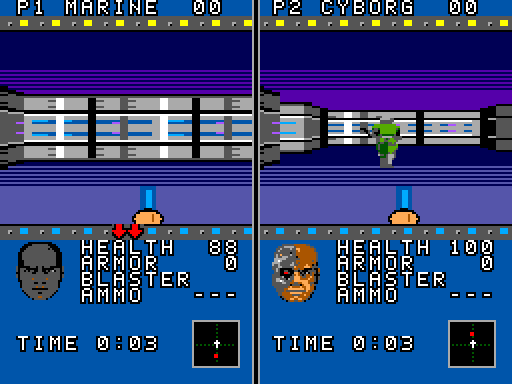 P1 MARINE 00
P2 CYBORG 00
HEALTH 88
ARMOR 0
BLASTER
AMMO ---
TIME 0:03
HEALTH 100
ARMOR 0
BLASTER
AMMO ---
TIME 0:03